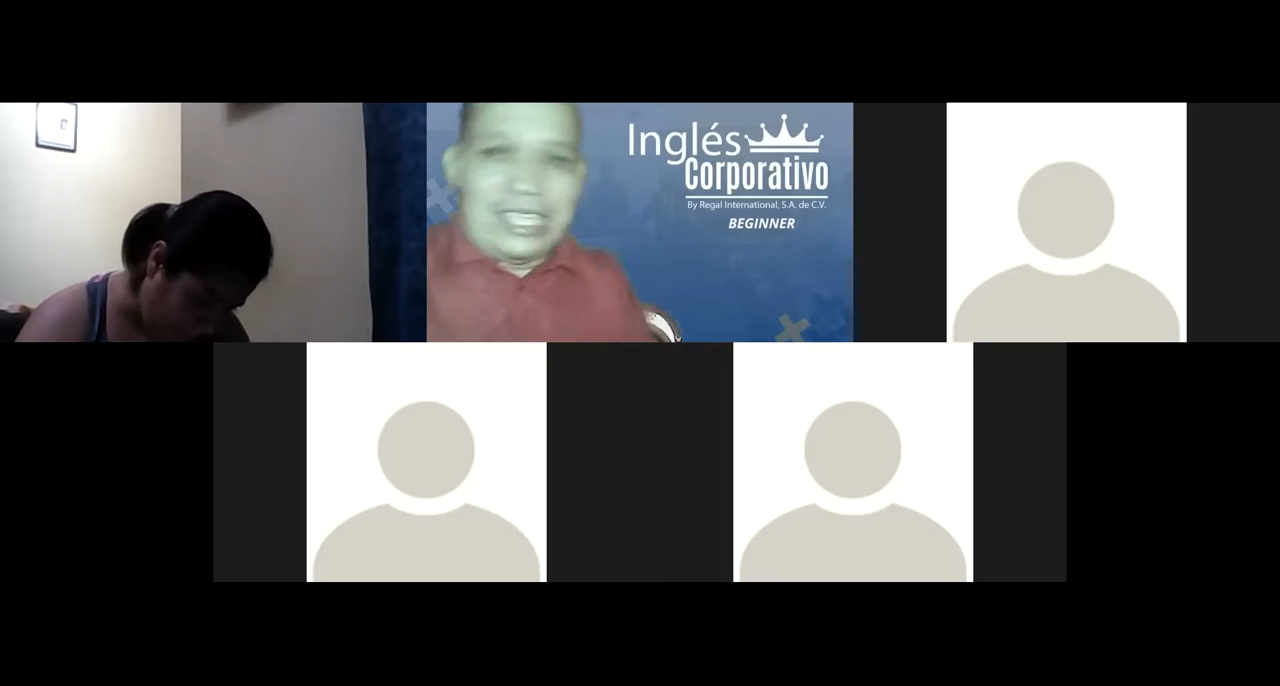 Inglés
Corporativo
By Regal International, S.A. de C.V.
BEGINNER